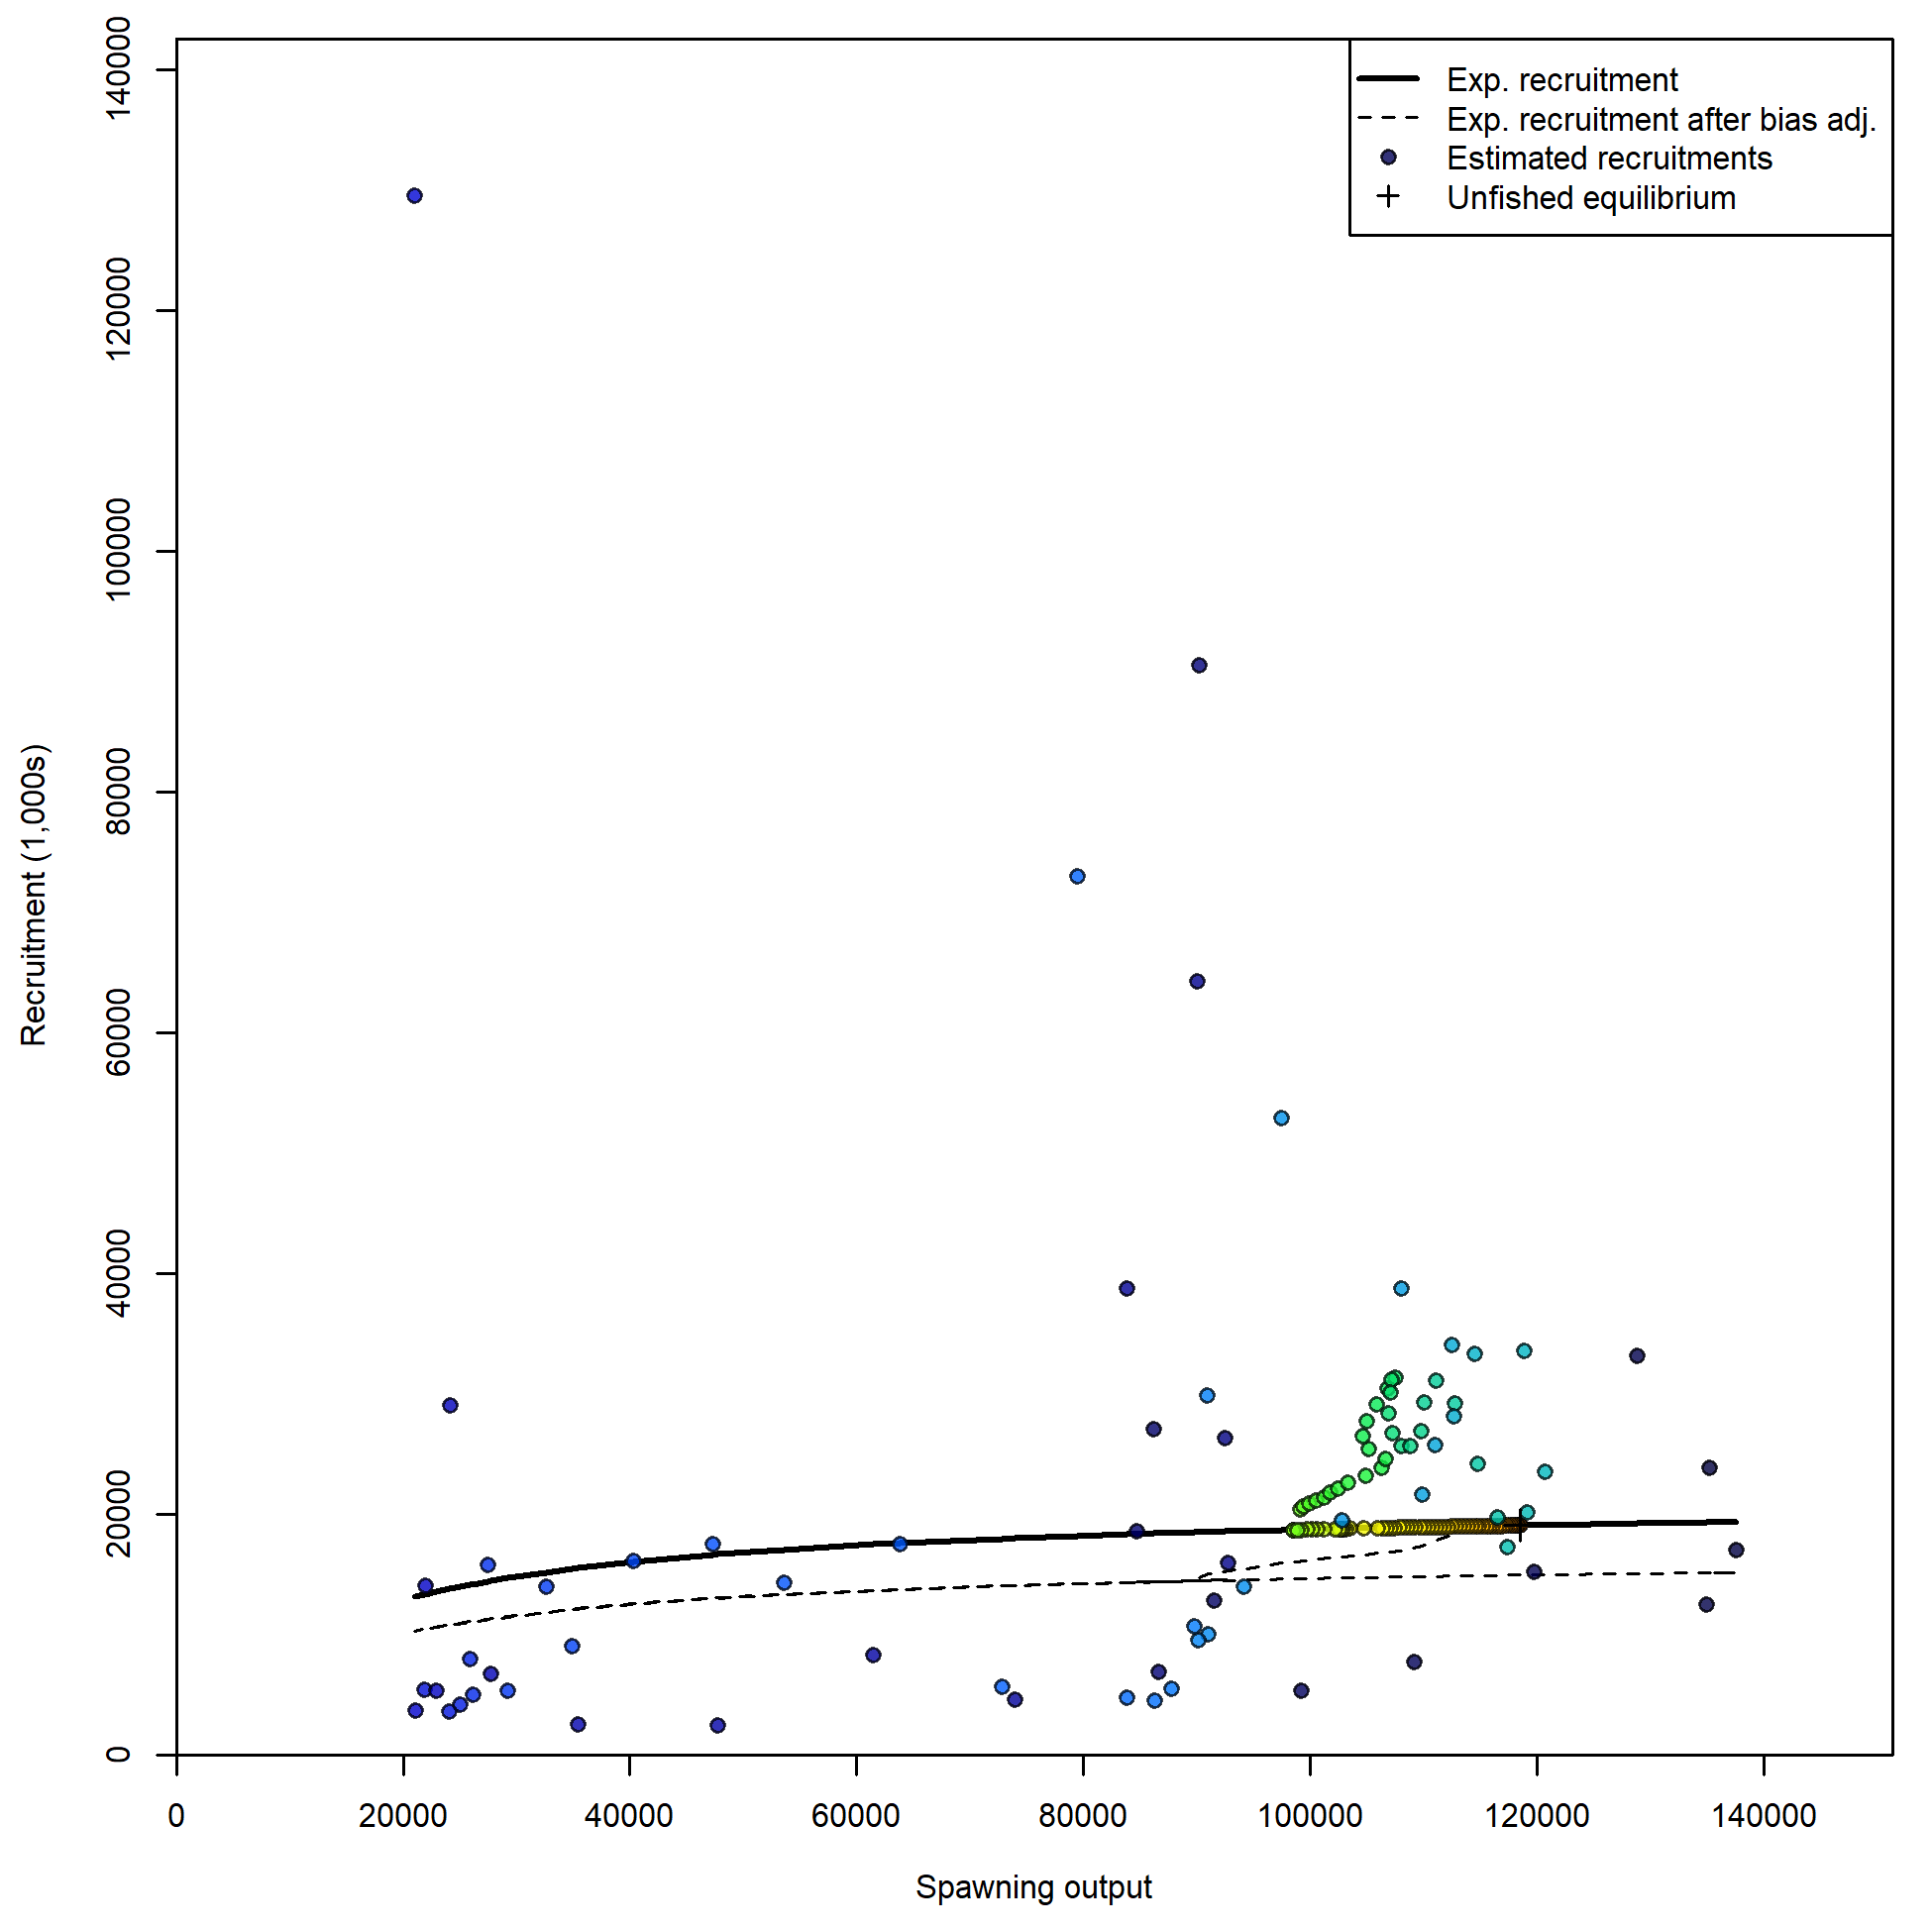 Exp. recruitment
Exp. recruitment after bias adj.
Estimated recruitments
Unfished equilibrium
Recruitment (1,000s)
140000
120000
100000
80000
60000
40000
20000
0
0 20000 40000 60000 80000 100000 120000 140000
Spawning output